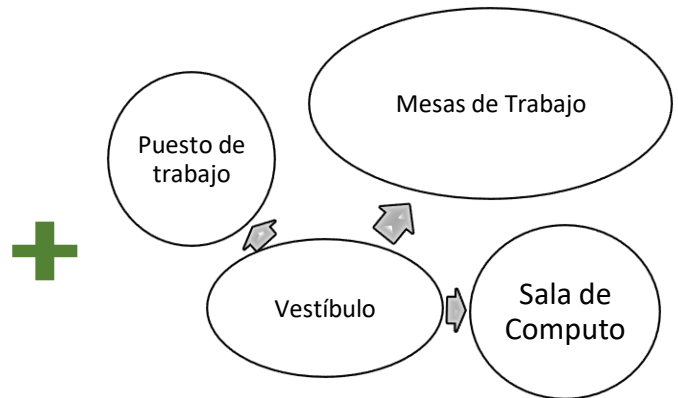 Mesas de Trabajo
Puesto de
trabajo
Vestíbulo
Sala de
Computo